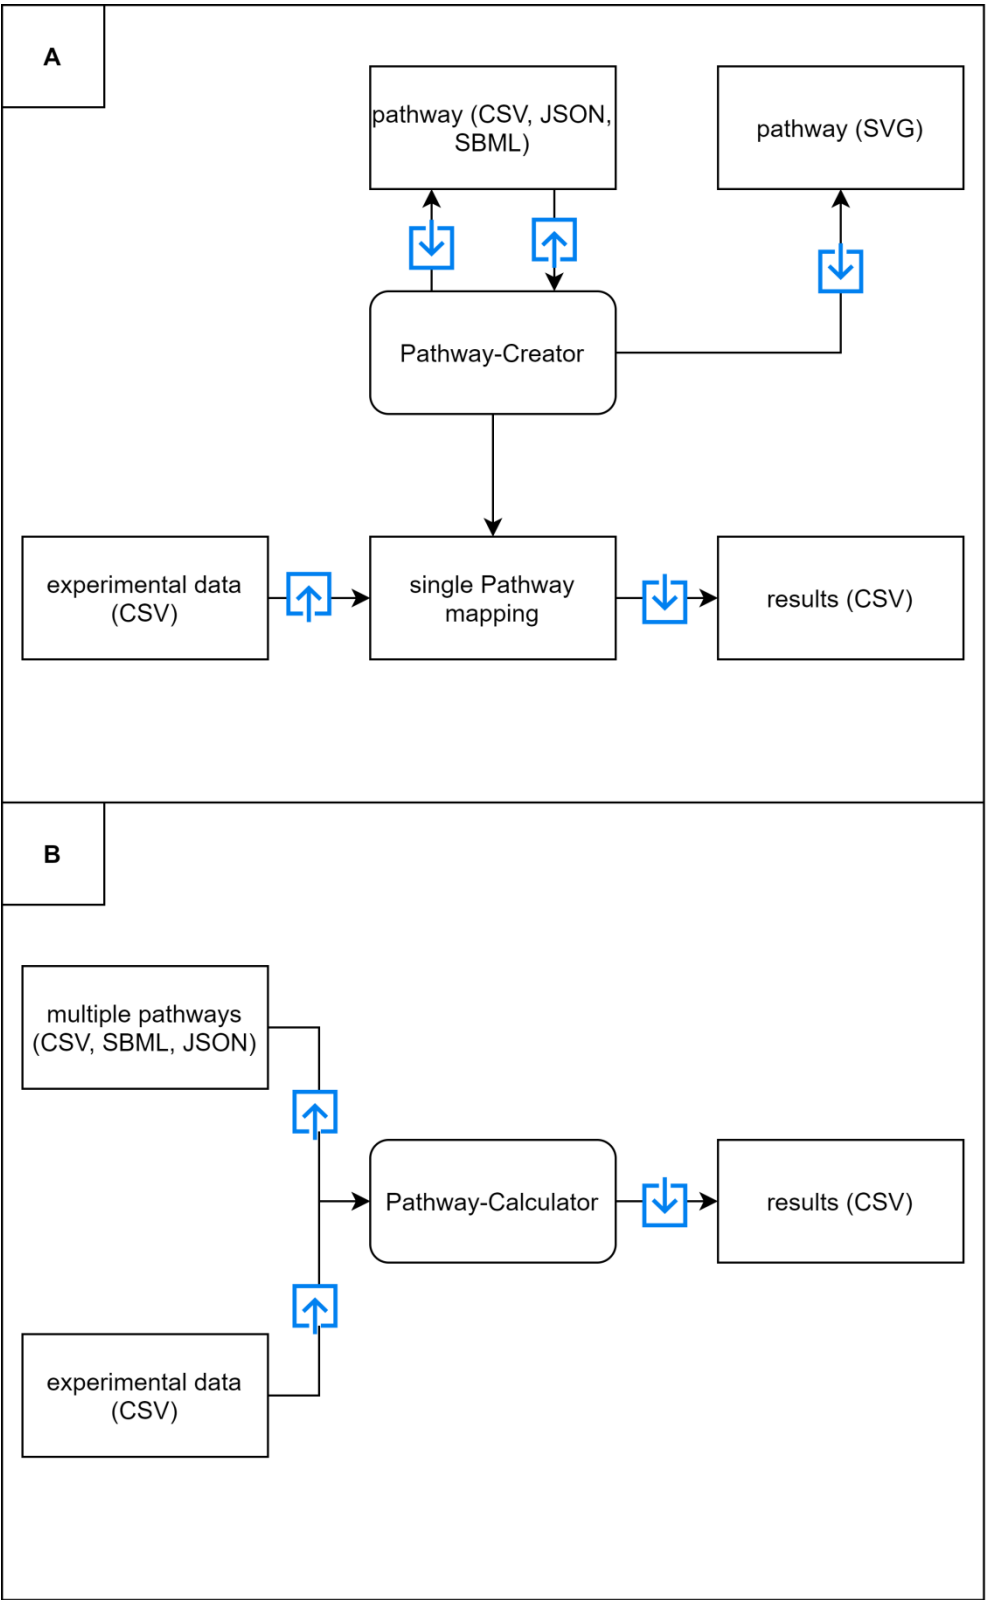 A
pathway (CSV, JSON,
SBML)
pathway (SVG)
Pathway-Creator
experimental data
(CSV)
single Pathway
mapping
results (CSV)
B
multiple pathways
(CSV, SBML, JSON)
Pathway-Calculator
results (CSV)
experimental data
(CSV)